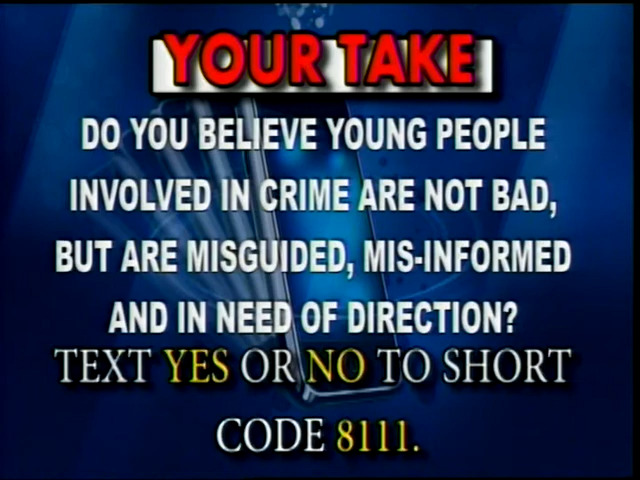 YOUR TAKE
DO YOU BELIEVE YOUNG PEOPLE
INVOLVED IN CRIME ARE NOT BAD,
BUT ARE MISGUIDED, MIS-INFORMED
AND IN NEED OF DIRECTION?
TEXT YES OR NO TO SHORT
CODE 8111.